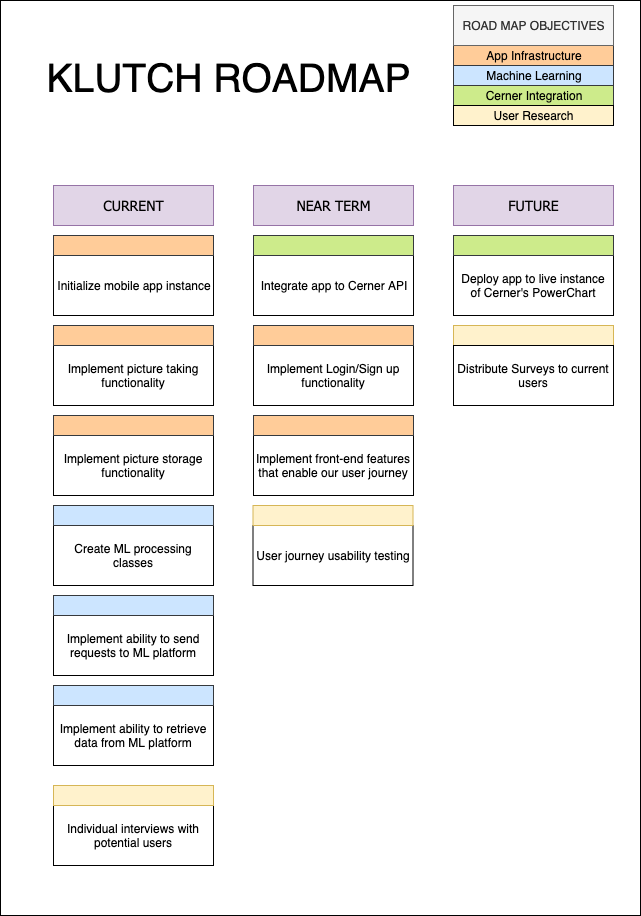 ROAD MAP OBJECTIVES
App Infrastructure
Machine Learning
Cerner Integration
User Research
KLUTCH ROADMAP
CURRENT
Initialize mobile app instance
Implement picture taking
functionality
Implement picture storage
functionality
Create ML processing
classes
Implement ability to send
requests to ML platform
Implement ability to retrieve
data from ML platform
Individual interviews with
potential users
NEAR TERM
Integrate app to Cerner API
Implement Login/Sign up
functionality
Implement front-end features
that enable our user journey
User journey usability testing
FUTURE
Deploy app to live instance
of Cerner's PowerChart
Distribute Surveys to current
users